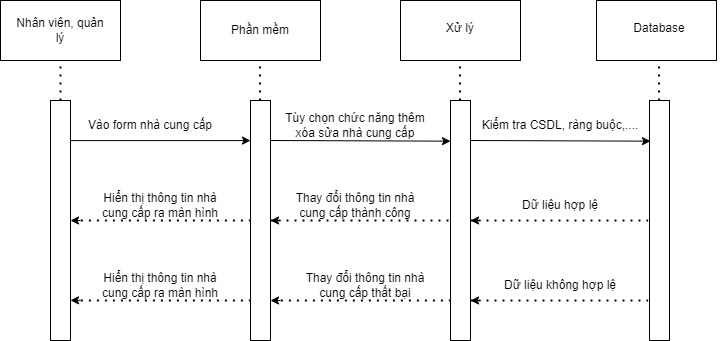 Nhân viên, quản
lý
Phần mềm
Xử lý
Database
Vào form nhà cung cấp
Tùy chọn chức năng thêm
xóa sửa nhà cung cấp
Kiểm tra CSDL, ràng buộc,....
Hiển thị thông tin nhà
cung cấp ra màn hình
Thay đổi thông tin nhà
cung cấp thành công
Dữ liệu hợp lệ
Hiển thị thông tin nhà
cung cấp ra màn hình
Thay đổi thông tin nhà
cung cấp thất bại
Dữ liệu không hợp lệ